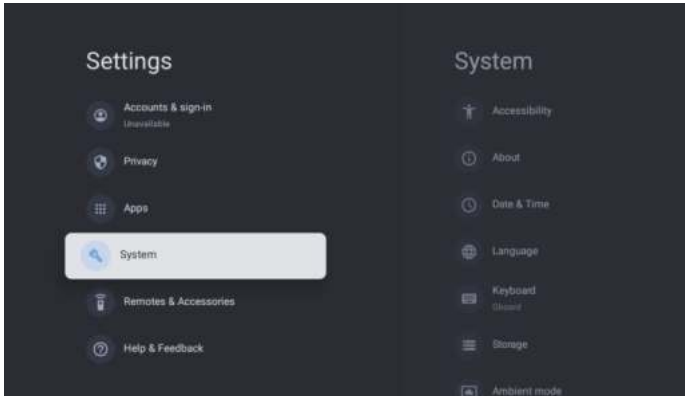 Settings
Accounts & sign-in
Unavailable
Privacy
Apps
System
Remotes & Accessories
Help & Feedback
System
Accessibility
About
Date & Time
Language
Keyboard
Gboard
Storage
Ambient mode